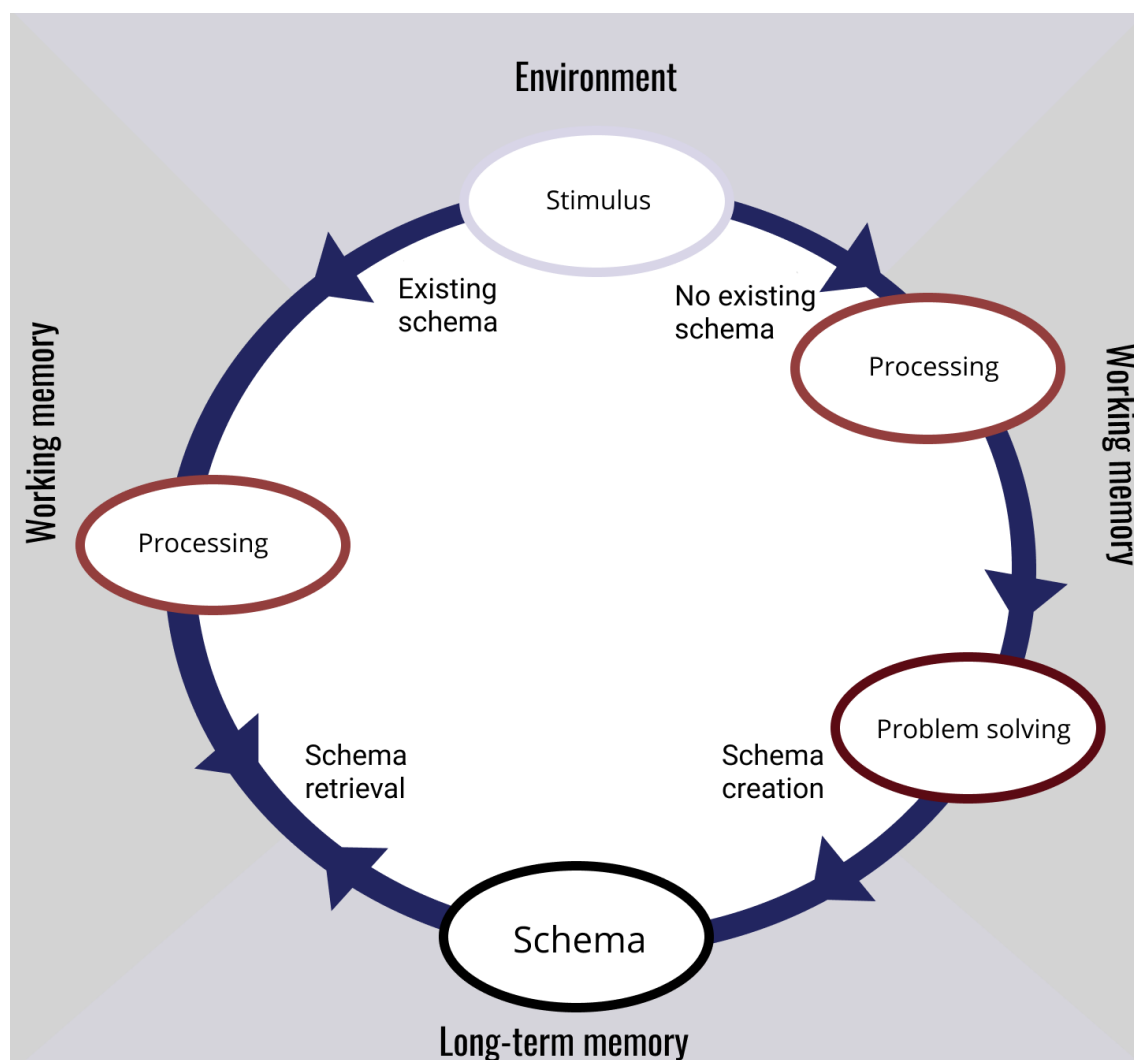 Environment
Stimulus
Existing
schema
No existing
schema
Processing
Working memory
Working memory
Processing
Problem solving
Schema
retrieval
Schema
creation
Schema
Long-term memory